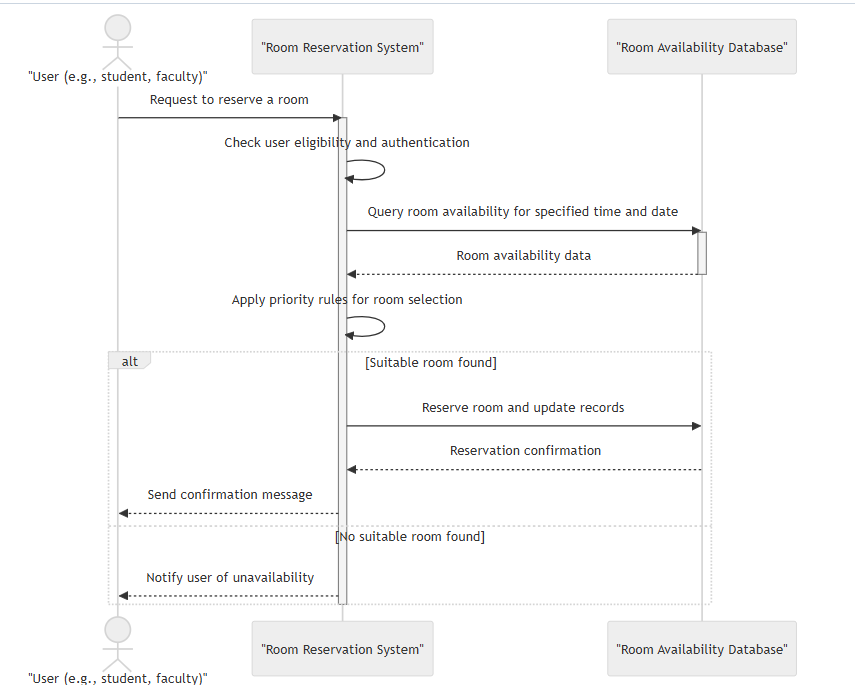 "Room Reservation System"
"Room Availability Database"
"User (e.g., student, faculty)"
Request to reserve a room
Check user eligibility and authentication
Query room availability for specified time and date
Room availability data
Apply priority rules for room selection
alt
[Suitable room found]
Reserve room and update records
Reservation confirmation
Send confirmation message
[No suitable room found]
Notify user of unavailability
"Room Reservation System"
"Room Availability Database"
"User (e.g., student, faculty)"